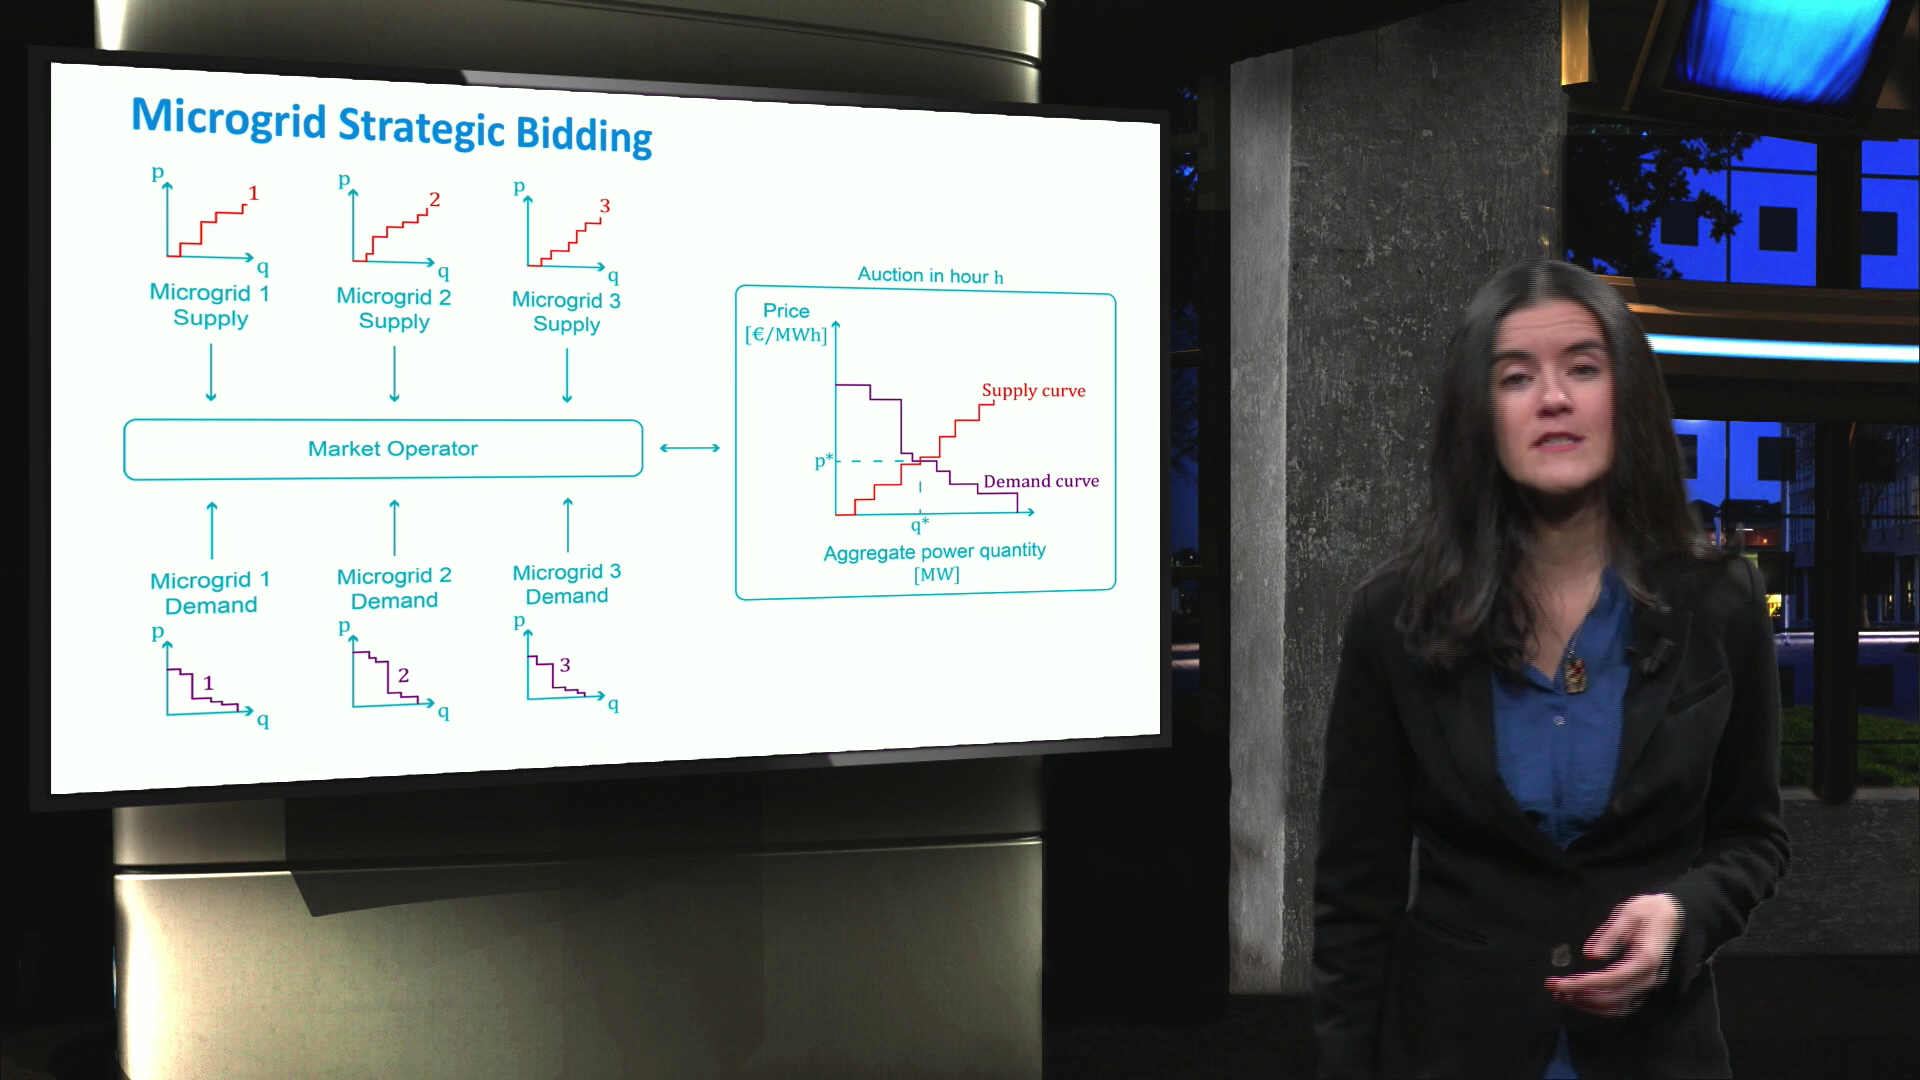 Microgrid Strategic Bidding
p
1
q
Microgrid 1
Supply
p
2
q
Microgrid 2
Supply
p
3
q
Microgrid 3
Supply
Market Operator
Microgrid 1
Demand
p
1
q
Microgrid 2
Demand
p
2
q
Microgrid 3
Demand
p
3
q
Auction in hour h
Price
[€/MWh]
Supply curve
p*
Demand curve
q*
Aggregate power quantity
[MW]